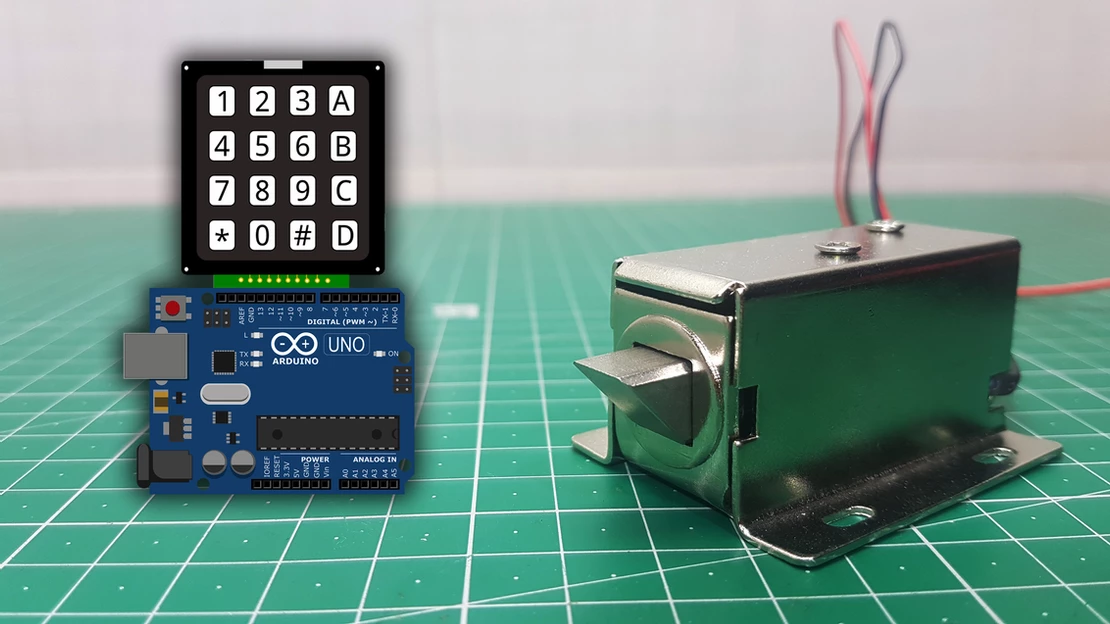 1 2 3 A
4 5 6 B
7 8 9 C
* 0 # D
AREF
GND
13
12
~11
~10
~9
8
7
~6
~5
4
~3
2
TX-1
RX-0
DIGITAL (PWM ~)
L
TX
RX
- +
UNO
ARDUINO
ON
POWER
ANALOG IN
IOREF
RESET
3.3V
5V
GND
GND
Vin
A0
A1
A2
A3
A4
A5